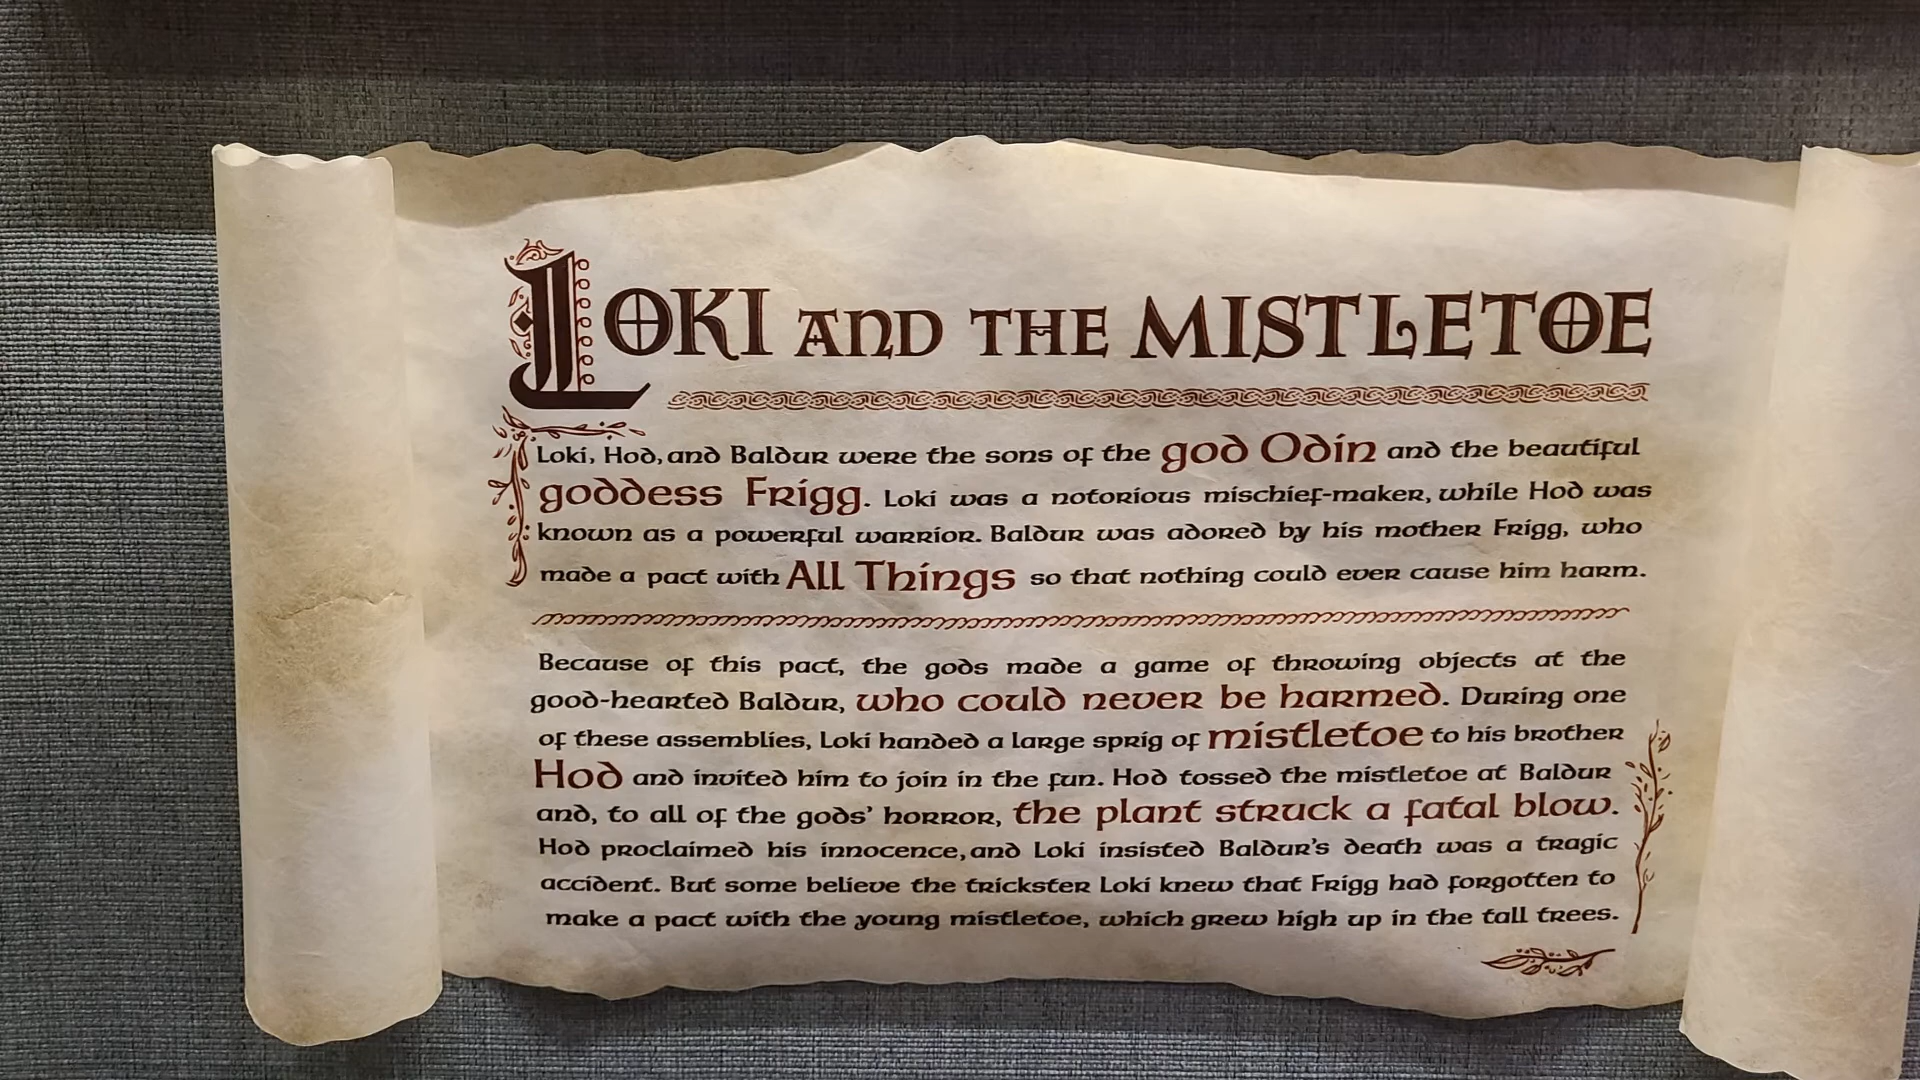 LOKI AND THE MISTLETOE
Loki, Hod, and Baldur were the sons of the god Odin and the beautiful
goddess Frigg. Loki was a notorious mischief-maker, while Hod was
known as a powerful warrior. Baldur was adored by his mother Frigg, who
made a pact with All Things so that nothing could ever cause him harm.
Because of this pact, the gods made a game of throwing objects at the
good-hearted Baldur, who could never be harmed. During one
of these assemblies, Loki handed a large sprig of mistletoe to his brother
Hod and invited him to join in the fun. Hod tossed the mistletoe at Baldur
and, to all of the gods' horror, the plant struck a fatal blow.
Hod proclaimed his innocence, and Loki insisted Baldur's death was a tragic
accident. But some believe the trickster Loki knew that Frigg had forgotten to
make a pact with the young mistletoe, which grew high up in the tall trees.